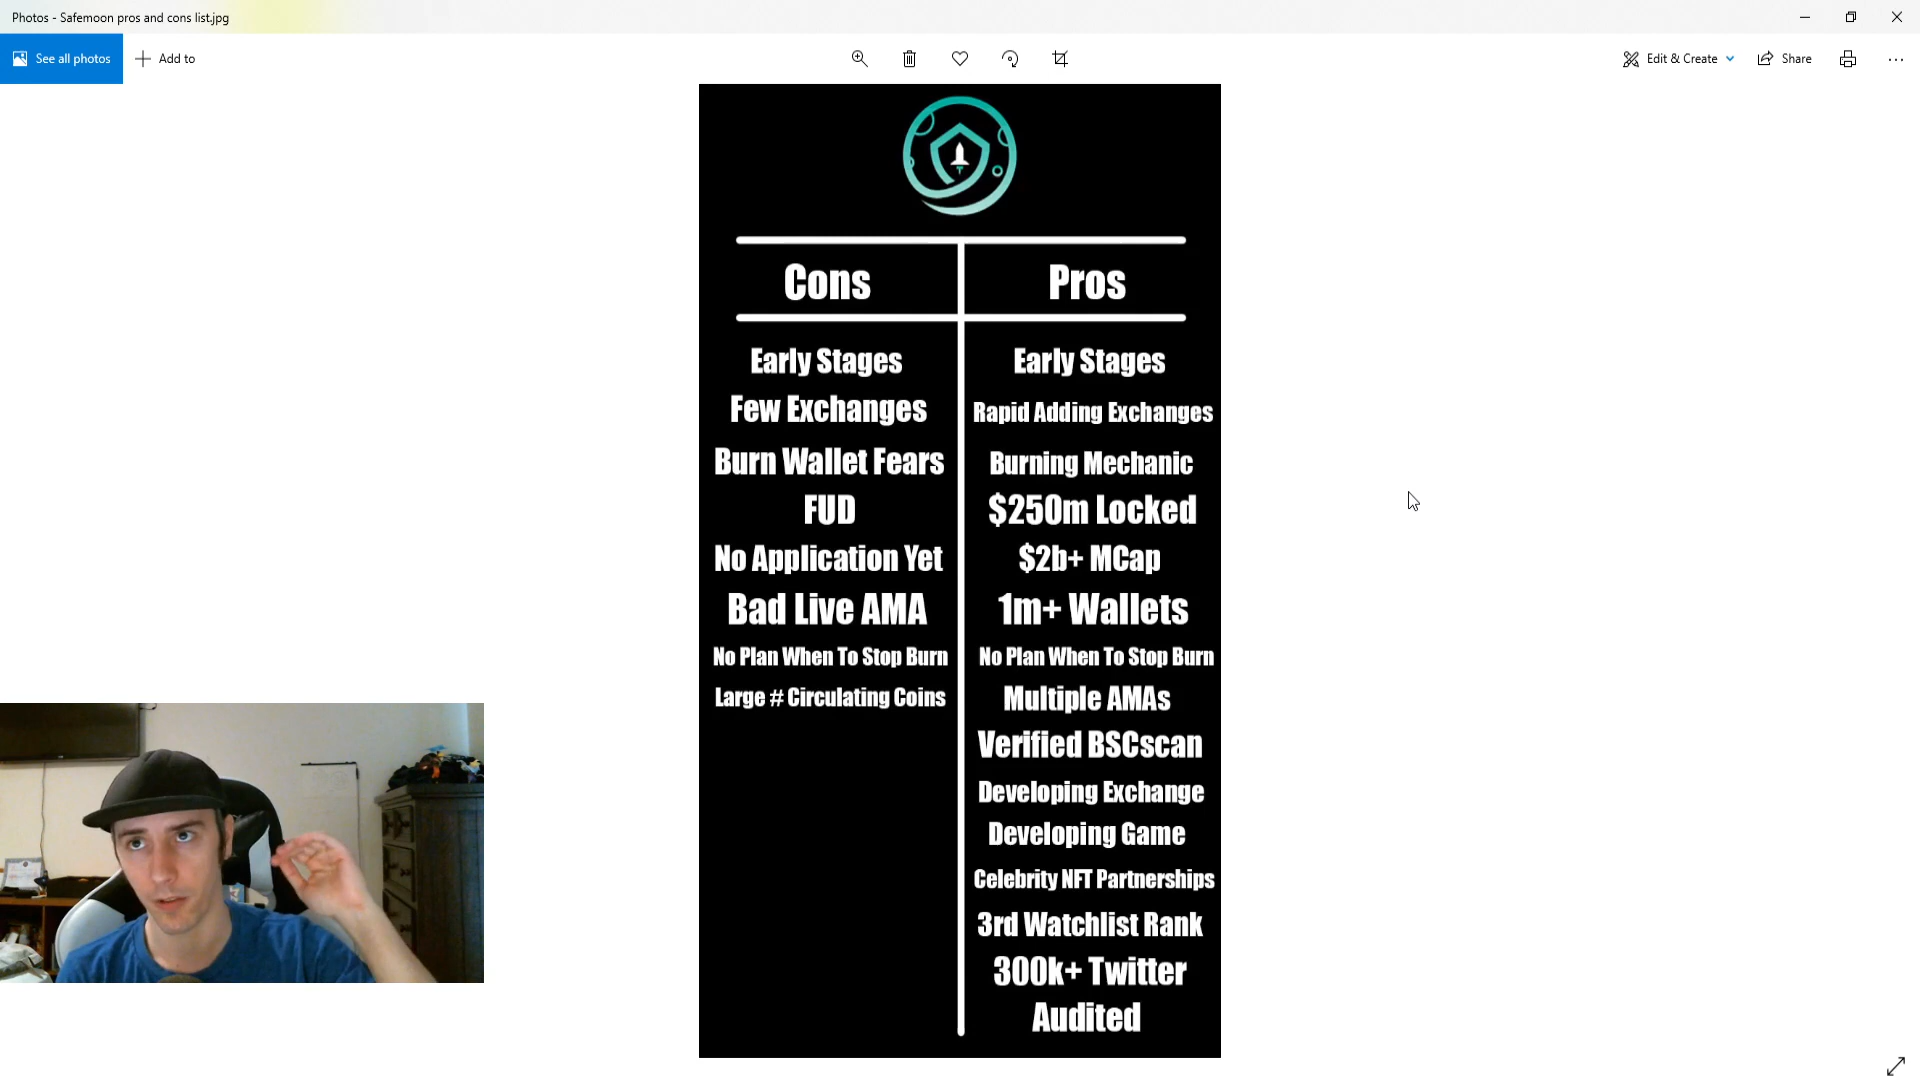 Photos - Safemoon pros and cons list.jpg
See all photos
Add to
Edit & Create
Share
Cons
Pros
Early Stages
Early Stages
Few Exchanges
Rapid Adding Exchanges
Burn Wallet Fears
Burning Mechanic
FUD
$250m Locked
No Application Yet
$2b+ MCap
Bad Live AMA
1m+ Wallets
No Plan When To Stop Burn
No Plan When To Stop Burn
Large # Circulating Coins
Multiple AMAs
Verified BSCscan
Developing Exchange
Developing Game
Celebrity NFT Partnerships
3rd Watchlist Rank
300k+ Twitter
Audited